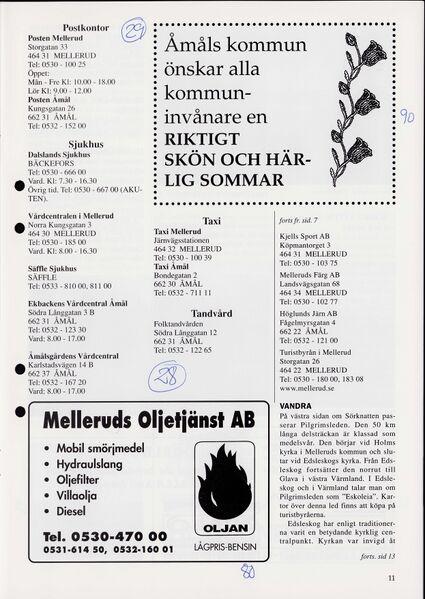 Postkontor
Posten Mellerud
Storgatan 33
464 31 MELLERUD
Tel: 0530 - 100 25
Öppet:
Mån - Fre Kl: 10.00 - 18.00
Lör Kl: 9.00 - 12.00
Posten Åmål
Kungsgatan 26
662 31 ÅMÅL
Tel: 0532 - 152 00
Sjukhus
Dalslands Sjukhus
BÄCKEFORS
Tel: 0530 - 666 00
Vard. Kl: 7.30 - 16.30
Övrig tid. Tel: 0530 - 667 00 (AKU-
TEN).
Vårdcentralen i Mellerud
Norra Kungsgatan 3
464 30 MELLERUD
Tel: 0530 - 185 00
Vard. Kl: 8.00 - 16.30
Säffle Sjukhus
SÄFFLE
Tel: 0533 - 810 00, 811 00
Ekbackens Vårdcentral Åmål
Södra Långgatan 3 B
662 31 ÅMÅL
Tel: 0532 - 123 30
Vard: 8.00 - 17.00
Åmålsgårdens Vårdcentral
Karlstadsvägen 14 B
662 37 ÅMÅL
Tel: 0532 - 167 20
Vard: 8.00 - 17.00
29
Åmåls kommun
önskar alla
kommun-
invånare en
RIKTIGT
SKÖN OCH HÄR-
LIG SOMMAR
90
Taxi
Taxi Mellerud
Järnvägsstationen
464 32 MELLERUD
Tel: 0530 - 100 39
Taxi Åmål
Bondegatan 2
662 30 ÅMÅL
Tel: 0532 - 711 11
Tandvård
Folktandvården
Södra Långgatan 12
662 31 ÅMÅL
Tel: 0532 - 122 65
28
forts fr. sid. 7
Kjells Sport AB
Köpmantorget 3
464 31 MELLERUD
Tel: 0530 - 103 75
Melleruds Färg AB
Landsvägsgatan 68
464 34 MELLERUD
Tel: 0530 - 102 77
Höglunds Järn AB
Fågelmyrsgatan 4
662 22 ÅMÅL
Tel: 0532 - 121 00
Turistbyrån i Mellerud
Storgatan 26
464 22 MELLERUD
Tel: 0530 - 180 00, 183 08
www.mellerud.se
VANDRA
På västra sidan om Sörknatten pas-
serar Pilgrimsleden. Den 50 km
långa delsträckan är klassad som
medelsvår. Den börjar vid Holms
kyrka i Melleruds kommun och slu-
tar vid Edsleskogs kyrka. Från Eds-
leskog fortsätter den norrut till
Glava i västra Värmland. I Edsle-
skog och i Värmland talar man om
Pilgrimsleden som "Eskoleia". Kar-
tor över denna led finns att köpa på
turistbyråerna.
Edsleskog har enligt traditioner-
na varit en betydande kyrklig cen-
tralpunkt. Kyrkan var invigd åt
forts. sid 13
11
Melleruds Oljetjänst AB
• Mobil smörjmedel
• Hydraulslang
• Oljefilter
• Villaolja
• Diesel
Tel. 0530-470 00
0531-614 50, 0532-160 01
OLJAN
LÅGPRIS-BENSIN